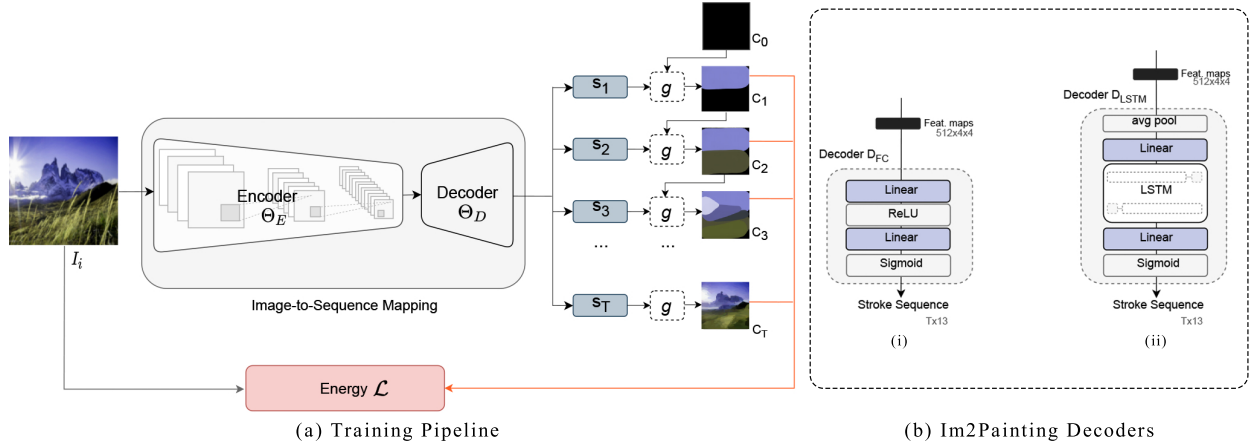 C0
s1
g
C1
s2
g
C2
Encoder
ΘE
Decoder
ΘD
s3
g
C3
...
...
Ii
Image-to-Sequence Mapping
sT
g
CT
Energy ℒ
(a) Training Pipeline
Feat. maps
512x4x4
Decoder DFC
Linear
ReLU
Linear
Sigmoid
Stroke Sequence
Tx13
(i)
Feat. maps
512x4x4
Decoder DLSTM
avg pool
Linear
LSTM
Linear
Sigmoid
Stroke Sequence
Tx13
(ii)
(b) Im2Painting Decoders